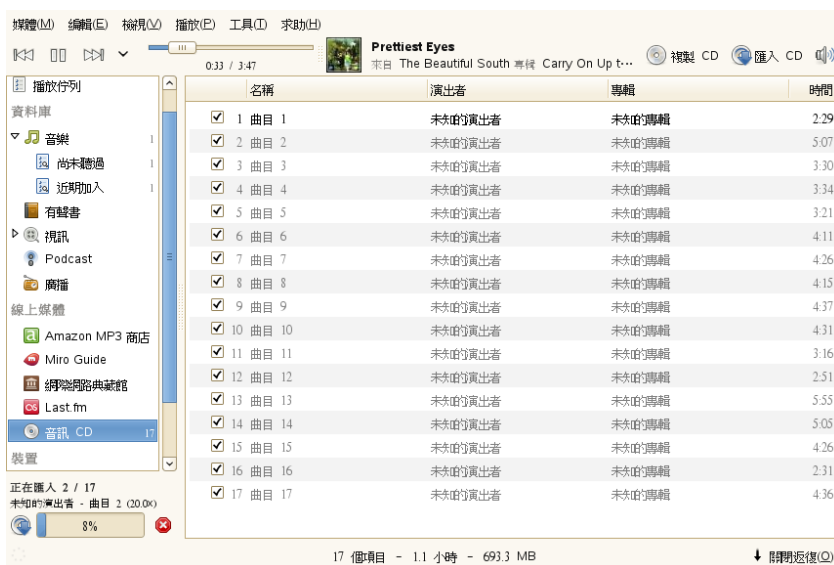 媒體(M) 編輯(E) 檢視(V) 播放(P) 工具(T) 求助(H)
0:33 / 3:47
Prettiest Eyes
來自 The Beautiful South 專輯 Carry On Up t⋯
複製 CD 匯入 CD
播放佇列
資料庫
音樂 1
尚未聽過 1
近期加入 1
有聲書
視訊
Podcast
廣播
線上媒體
Amazon MP3 商店
Miro Guide
網際網路典藏館
Last.fm
音訊 CD 17
裝置
正在匯入 2 / 17
未知的演出者 - 曲目 2 (20.0×)
8%
名稱 演出者 專輯 時間
1 曲目 1 未知的演出者 未知的專輯 2:29
2 曲目 2 未知的演出者 未知的專輯 5:07
3 曲目 3 未知的演出者 未知的專輯 3:30
4 曲目 4 未知的演出者 未知的專輯 3:34
5 曲目 5 未知的演出者 未知的專輯 3:21
6 曲目 6 未知的演出者 未知的專輯 4:11
7 曲目 7 未知的演出者 未知的專輯 4:26
8 曲目 8 未知的演出者 未知的專輯 4:15
9 曲目 9 未知的演出者 未知的專輯 4:37
10 曲目 10 未知的演出者 未知的專輯 4:31
11 曲目 11 未知的演出者 未知的專輯 3:16
12 曲目 12 未知的演出者 未知的專輯 2:51
13 曲目 13 未知的演出者 未知的專輯 5:55
14 曲目 14 未知的演出者 未知的專輯 5:05
15 曲目 15 未知的演出者 未知的專輯 4:26
16 曲目 16 未知的演出者 未知的專輯 2:31
17 曲目 17 未知的演出者 未知的專輯 4:36
17 個項目 - 1.1 小時 - 693.3 MB
關閉返復(O)